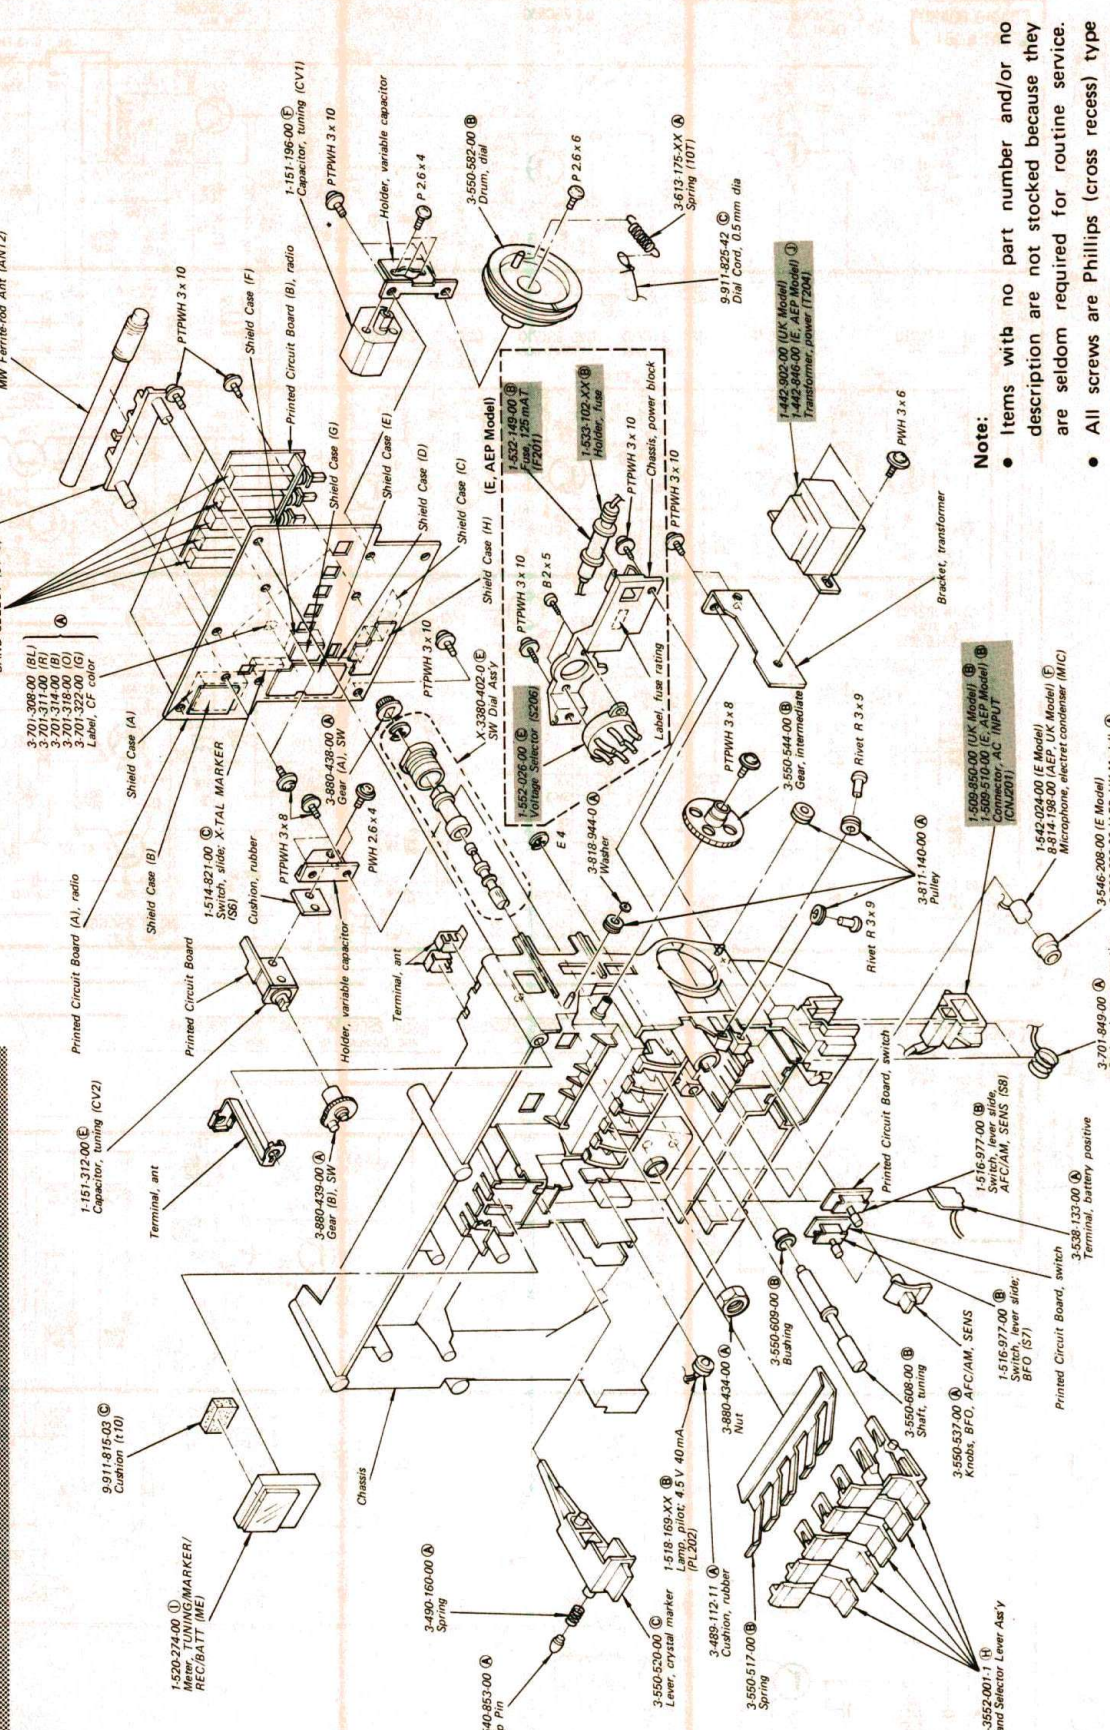 MW Ferrite-rod Ant (ANT2)
PTPWH 3 x 10
1-151-196-00 Ⓕ
Capacitor, tuning (CV1)
PTPWH 3 x 10
Holder, variable capacitor
P 2.6 x 4
3-550-582-00 Ⓑ
Drum, dial
P 2.6 x 6
3-613-175-XX Ⓐ
Spring (10T)
9-911-825-42 Ⓒ
Dial Cord, 0.5 mm dia
Printed Circuit Board (B), radio
Shield Case (F)
Shield Case (G)
Shield Case (E)
Shield Case (D)
Shield Case (C)
Shield Case (H)
3-701-308-00 (BL)
3-701-311-00 (R)
3-701-314-00 (B)
3-701-318-00 (O)
3-701-322-00 (G)
Label, CF color
Ⓐ
Shield Case (A)
Shield Case (B)
Printed Circuit Board (A), radio
1-514-821-00 Ⓒ
Switch, slide; X-TAL MARKER
(S6)
Cushion, rubber
PTPWH 3 x 8
PWH 2.6 x 4
3-880-438-00 Ⓐ
Gear (A), SW
PTPWH 3 x 10
X-3380-402-0 Ⓔ
SW Dial Ass'y
(E, AEP Model)
1-532-149-00 Ⓑ
Fuse, 125 mAT
(F201)
1-533-102-XX Ⓑ
Holder, fuse
PTPWH 3 x 10
Chassis, power block
PTPWH 3 x 10
B 2 x 5
PTPWH 3 x 10
1-552-026-00 Ⓔ
Voltage Selector (S206)
Label, fuse rating
1-442-902-00 (UK Model)
1-442-846-00 (E, AEP Model) Ⓙ
Transformer, power (T204)
PWH 3 x 6
Bracket, transformer
Note:
• Items with no part number and/or no
description are not stocked because they
are seldom required for routine service.
• All screws are Phillips (cross recess) type
Printed Circuit Board
Holder, variable capacitor
Terminal, ant
1-151-312-00 Ⓔ
Capacitor, tuning (CV2)
Terminal, ant
3-880-439-00 Ⓐ
Gear (B), SW
E 4
3-818-944-0 Ⓐ
Washer
PTPWH 3 x 8
3-550-544-00 Ⓑ
Gear, intermediate
Rivet R 3 x 9
3-811-140-00 Ⓐ
Pulley
Rivet R 3 x 9
1-509-850-00 (UK Model)
1-509-510-00 (E, AEP Model) Ⓑ
Connector, AC INPUT
(CNJ201)
1-542-024-00 (E Model)
8-814-198-00 (AEP, UK Model) Ⓕ
Microphone, electret condenser (MIC)
3-546-208-00 (E Model)
3-701-849-00 Ⓐ
Printed Circuit Board, switch
1-516-977-00 Ⓑ
Switch, lever slide,
AFC/AM, SENS (S8)
3-538-133-00 Ⓐ
Terminal, battery positive
Printed Circuit Board, switch
1-516-977-00 Ⓑ
Switch, lever slide;
BFO (S7)
3-550-537-00 Ⓐ
Knobs, BFO, AFC/AM, SENS
3-550-608-00 Ⓑ
Shaft, tuning
3-550-609-00 Ⓑ
Bushing
3-880-434-00 Ⓐ
Nut
1-518-169-XX Ⓑ
Lamp, pilot; 4.5 V 40 mA
(PL202)
3-489-112-11 Ⓐ
Cushion, rubber
3-550-517-00 Ⓑ
Spring
9-911-815-03 Ⓒ
Cushion (t10)
Chassis
1-520-274-00 Ⓘ
Meter, TUNING/MARKER/
REC/BATT (ME)
3-490-160-00 Ⓐ
Spring
3-550-520-00 Ⓒ
Lever, crystal marker
40-853-00 Ⓐ
p Pin
-3552-001-1 Ⓗ
and Selector Lever Ass'y